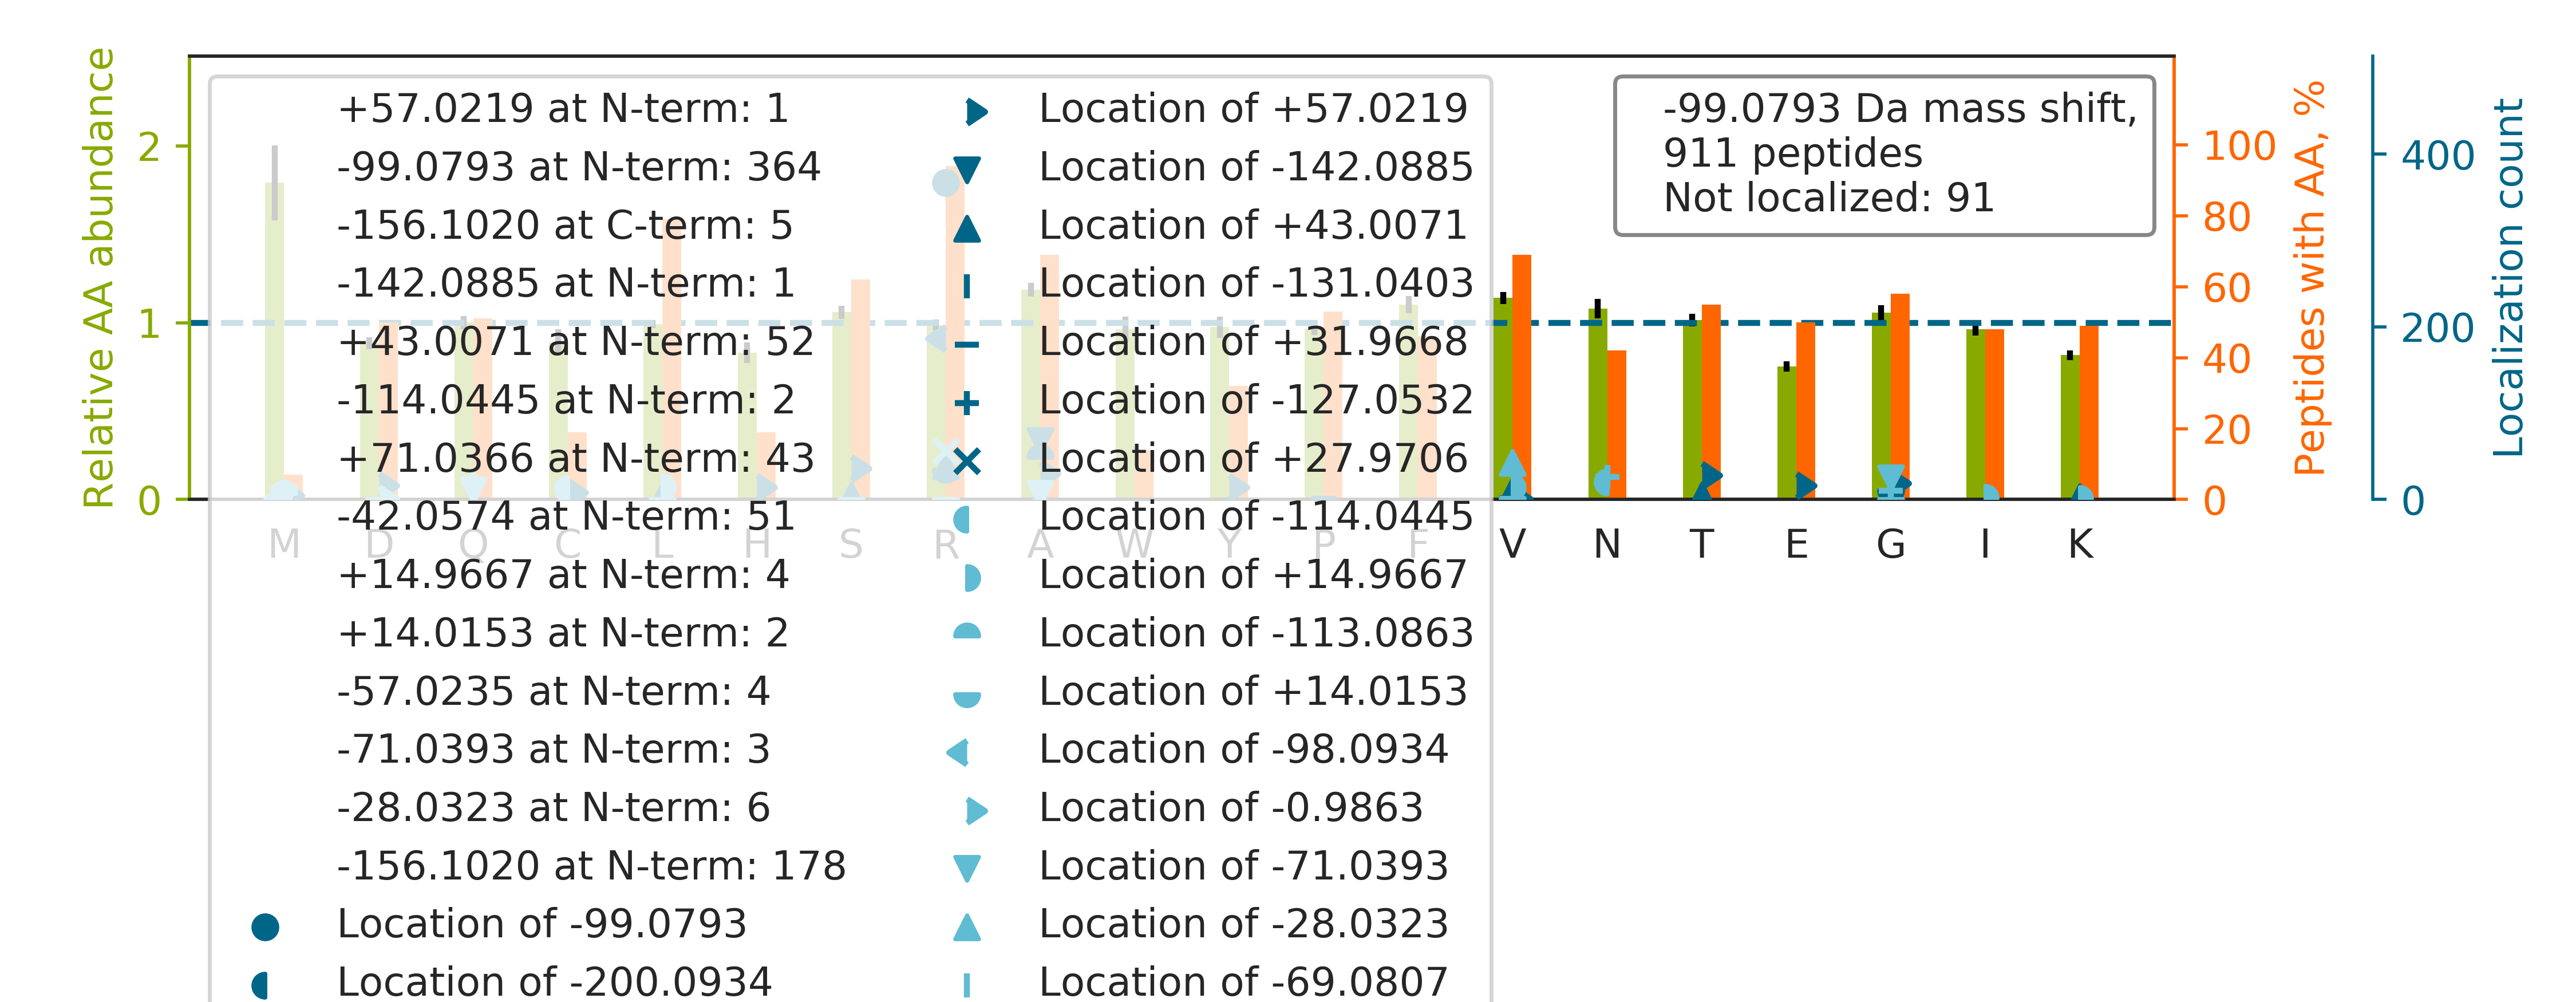 Relative AA abundance
2
1
0
+57.0219 at N-term: 1
-99.0793 at N-term: 364
-156.1020 at C-term: 5
-142.0885 at N-term: 1
+43.0071 at N-term: 52
-114.0445 at N-term: 2
+71.0366 at N-term: 43
-42.0574 at N-term: 51
+14.9667 at N-term: 4
+14.0153 at N-term: 2
-57.0235 at N-term: 4
-71.0393 at N-term: 3
-28.0323 at N-term: 6
-156.1020 at N-term: 178
Location of -99.0793
Location of -200.0934
Location of +57.0219
Location of -142.0885
Location of +43.0071
Location of -131.0403
Location of +31.9668
Location of -127.0532
Location of +27.9706
Location of -114.0445
Location of +14.9667
Location of -113.0863
Location of +14.0153
Location of -98.0934
Location of -0.9863
Location of -71.0393
Location of -28.0323
Location of -69.0807
-99.0793 Da mass shift,
911 peptides
Not localized: 91
M D Q C L H S R A W Y P F V N T E G I K
100
80
60
40
20
0
Peptides with AA, %
400
200
0
Localization count